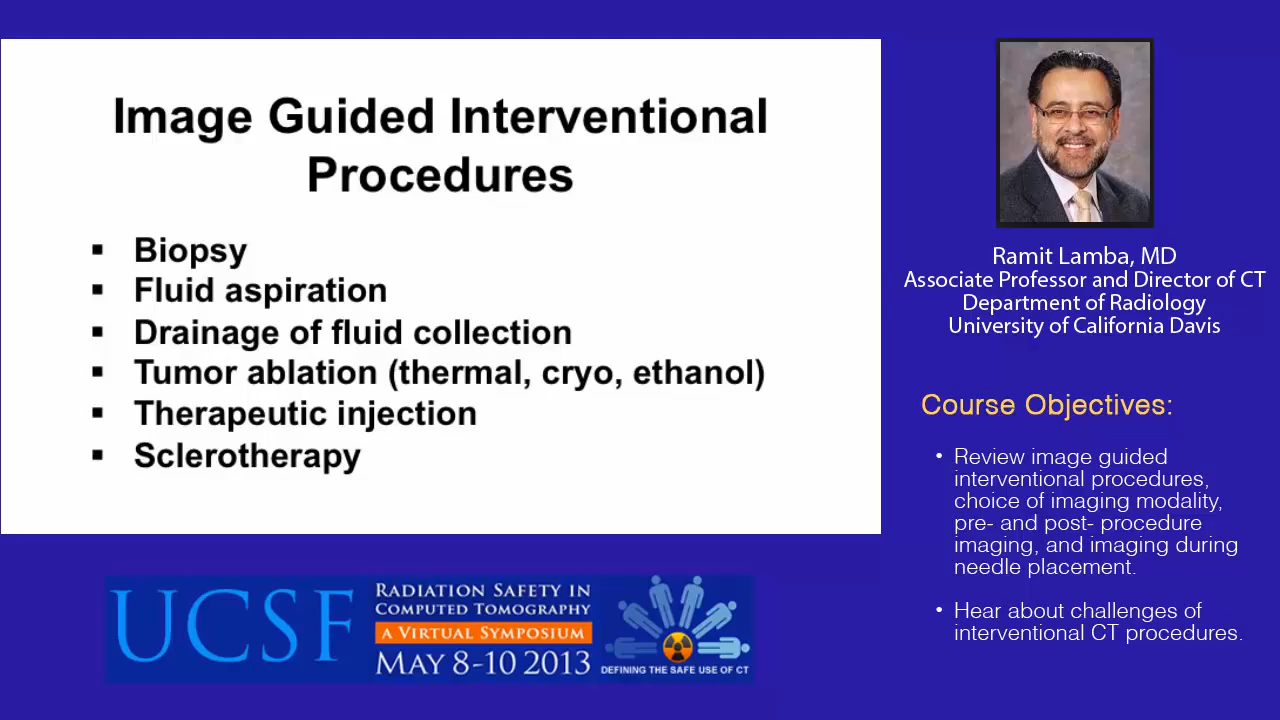 Image Guided Interventional
Procedures
▪ Biopsy
▪ Fluid aspiration
▪ Drainage of fluid collection
▪ Tumor ablation (thermal, cryo, ethanol)
▪ Therapeutic injection
▪ Sclerotherapy
Ramit Lamba, MD
Associate Professor and Director of CT
Department of Radiology
University of California Davis
Course Objectives:
• Review image guided
interventional procedures,
choice of imaging modality,
pre- and post- procedure
imaging, and imaging during
needle placement.
• Hear about challenges of
interventional CT procedures.
UCSF
RADIATION SAFETY IN
COMPUTED TOMOGRAPHY
A VIRTUAL SYMPOSIUM
MAY 8-10 2013
DEFINING THE SAFE USE OF CT